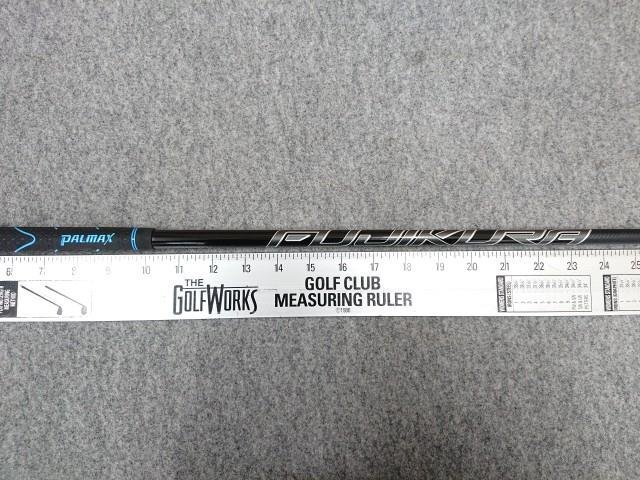 PALMAX
FUJIKURA
6 7 8 9 10 11 12 13 14 15 16 17 18 19 20 21 22 23 24 25
THE
GOLFWORKS
GOLF CLUB
MEASURING RULER
©1986